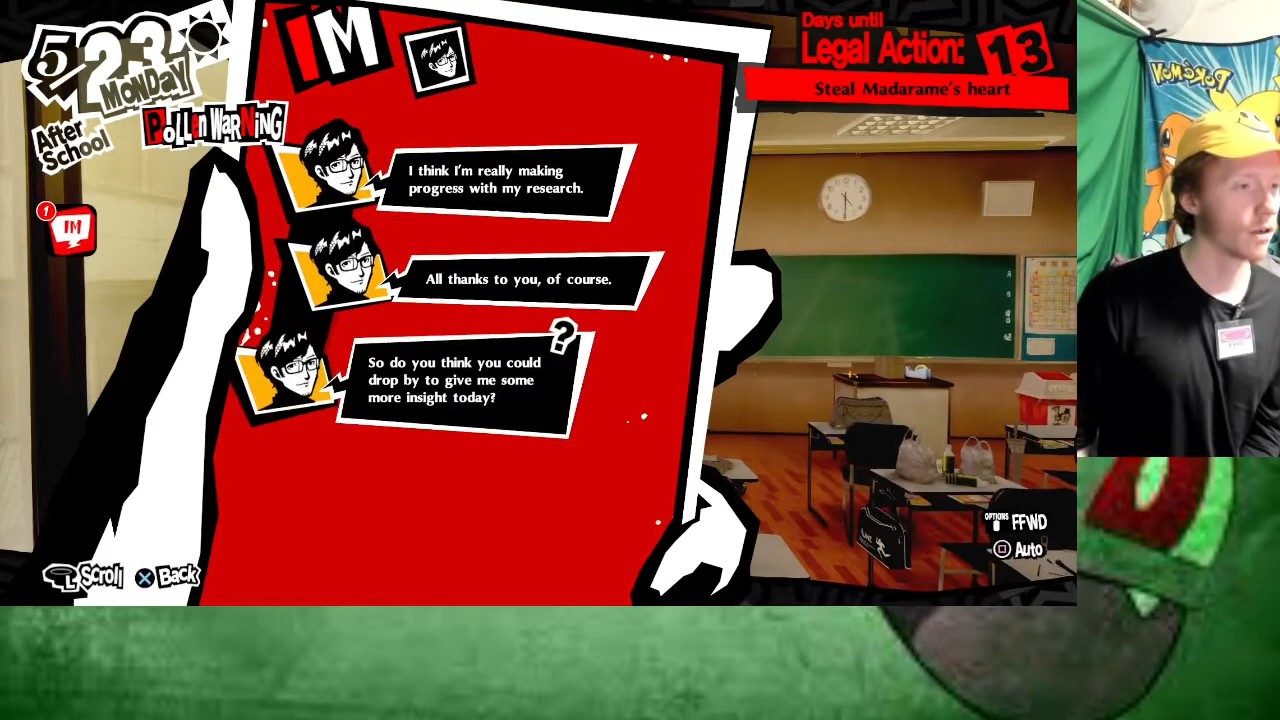 5
23
MONDAY
After
School
Pollen Warning
1
IM
IM
Days until
Legal Action: 13
Steal Madarame's heart
I think I'm really making
progress with my research.
All thanks to you, of course.
?
So do you think you could
drop by to give me some
more insight today?
OPTIONS FFWD
Auto
L Scroll
Back
POKÉMON